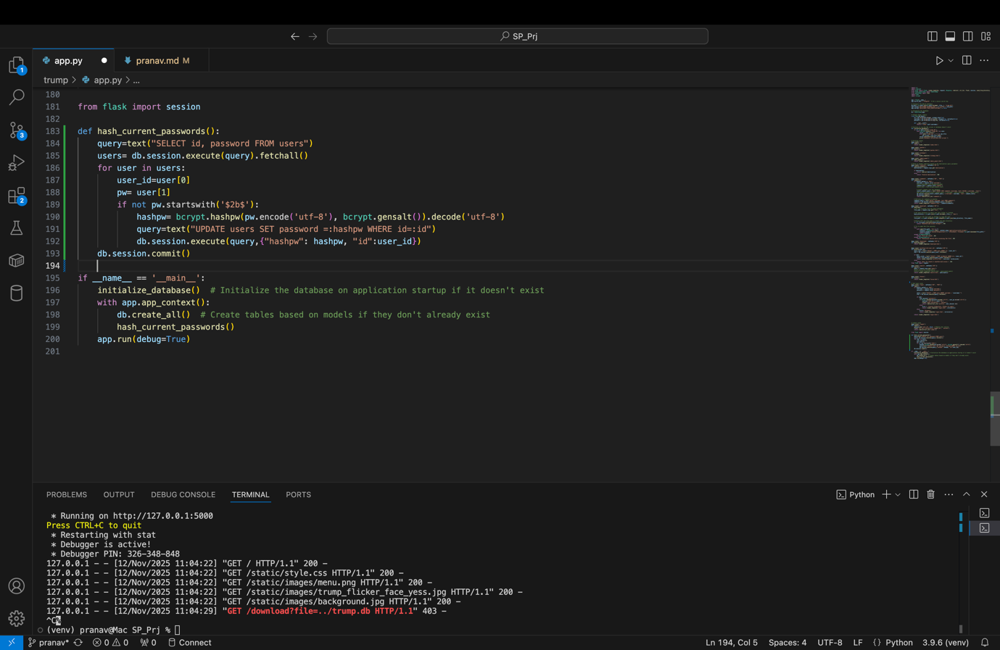 SP_Prj
app.py
pranav.md M
trump > app.py > ...
180
181 from flask import session
182
183 def hash_current_passwords():
184 query=text("SELECT id, password FROM users")
185 users= db.session.execute(query).fetchall()
186 for user in users:
187 user_id=user[0]
188 pw= user[1]
189 if not pw.startswith('$2b$'):
190 hashpw= bcrypt.hashpw(pw.encode('utf-8'), bcrypt.gensalt()).decode('utf-8')
191 query=text("UPDATE users SET password =:hashpw WHERE id=:id")
192 db.session.execute(query,{"hashpw": hashpw, "id":user_id})
193 db.session.commit()
194
195 if __name__ == '__main__':
196 initialize_database() # Initialize the database on application startup if it doesn't exist
197 with app.app_context():
198 db.create_all() # Create tables based on models if they don't already exist
199 hash_current_passwords()
200 app.run(debug=True)
201
1
3
2
PROBLEMS OUTPUT DEBUG CONSOLE TERMINAL PORTS
Python
* Running on http://127.0.0.1:5000
Press CTRL+C to quit
* Restarting with stat
* Debugger is active!
* Debugger PIN: 326-348-848
127.0.0.1 - - [12/Nov/2025 11:04:22] "GET / HTTP/1.1" 200 -
127.0.0.1 - - [12/Nov/2025 11:04:22] "GET /static/style.css HTTP/1.1" 200 -
127.0.0.1 - - [12/Nov/2025 11:04:22] "GET /static/images/menu.png HTTP/1.1" 200 -
127.0.0.1 - - [12/Nov/2025 11:04:22] "GET /static/images/trump_flicker_face_yess.jpg HTTP/1.1" 200 -
127.0.0.1 - - [12/Nov/2025 11:04:22] "GET /static/images/background.jpg HTTP/1.1" 200 -
127.0.0.1 - - [12/Nov/2025 11:04:29] "GET /download?file=../trump.db HTTP/1.1" 403 -
^C%
(venv) pranav@Mac SP_Prj %
pranav* 0 0 0 Connect Ln 194, Col 5 Spaces: 4 UTF-8 LF {} Python 3.9.6 (venv)